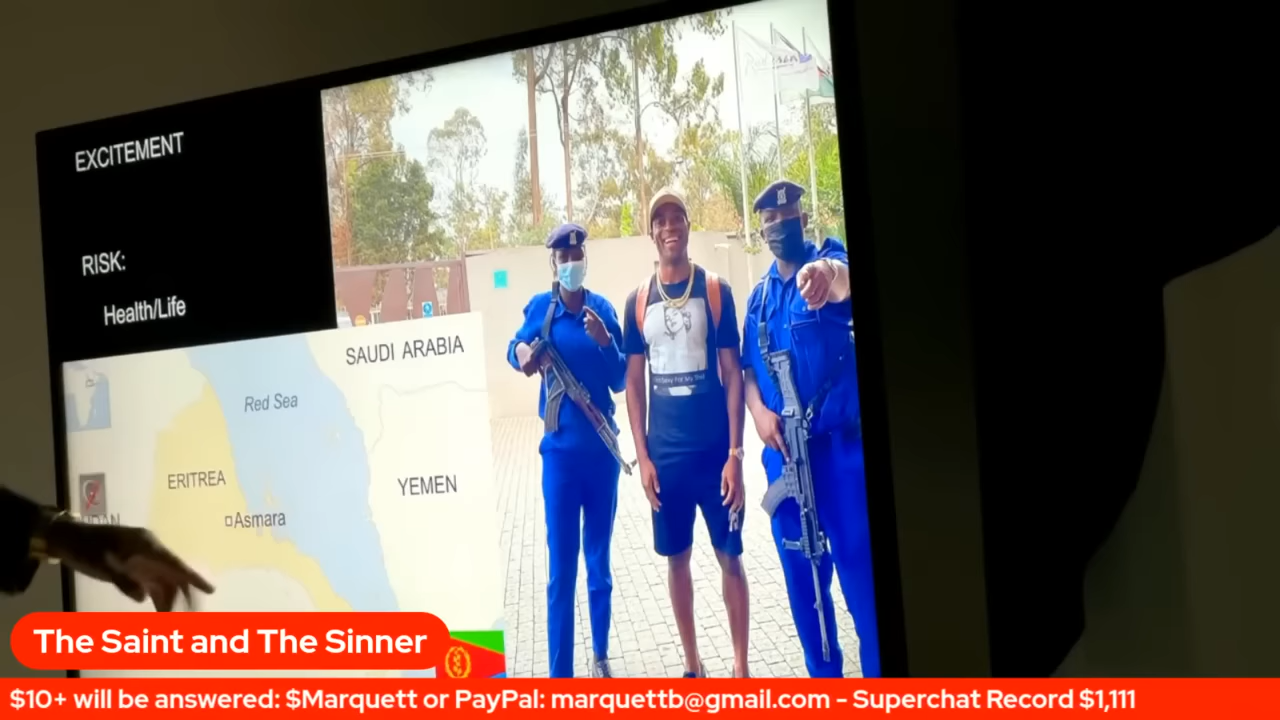 EXCITEMENT
RISK:
Health/Life
SAUDI ARABIA
Red Sea
ERITREA
YEMEN
Asmara
The Saint and The Sinner
$10+ will be answered: $Marquett or PayPal: marquettb@gmail.com - Superchat Record $1,111